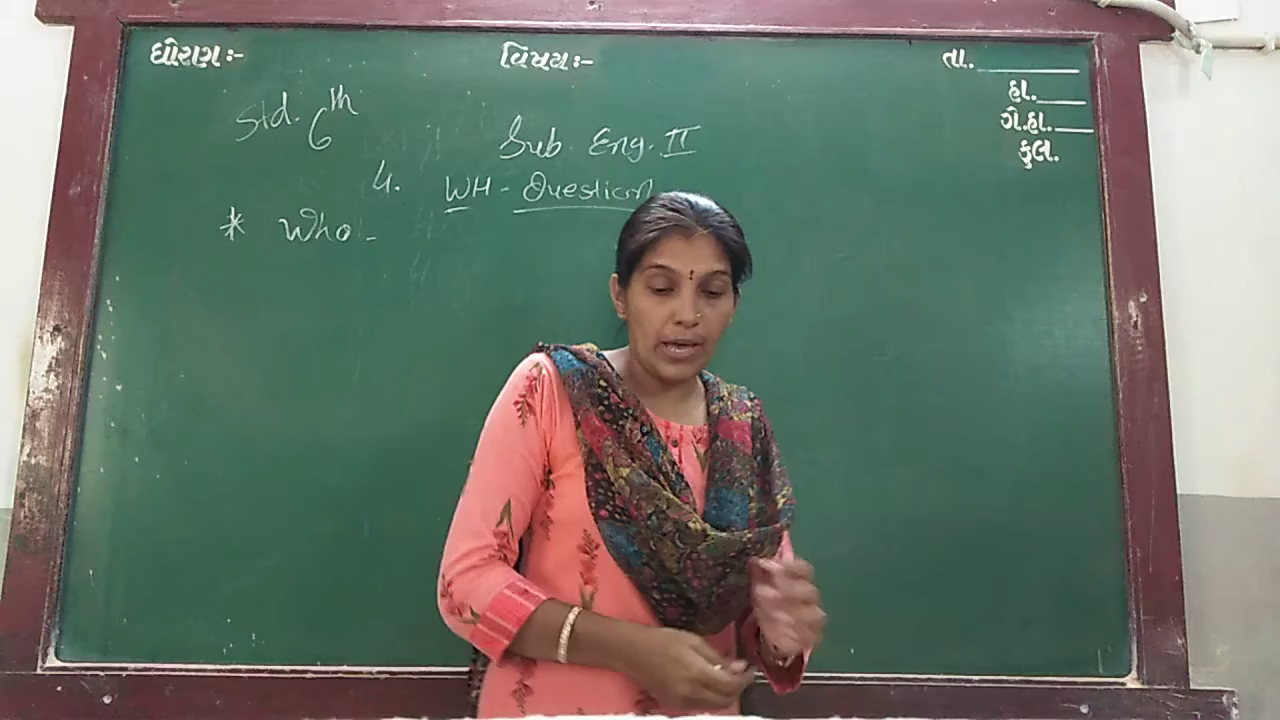 ધોરણ:- વિષય:- તા.
હા.
ગે.હા.
કુલ.
Std. 6th
Sub. Eng. II
4. WH - Question
* Who -